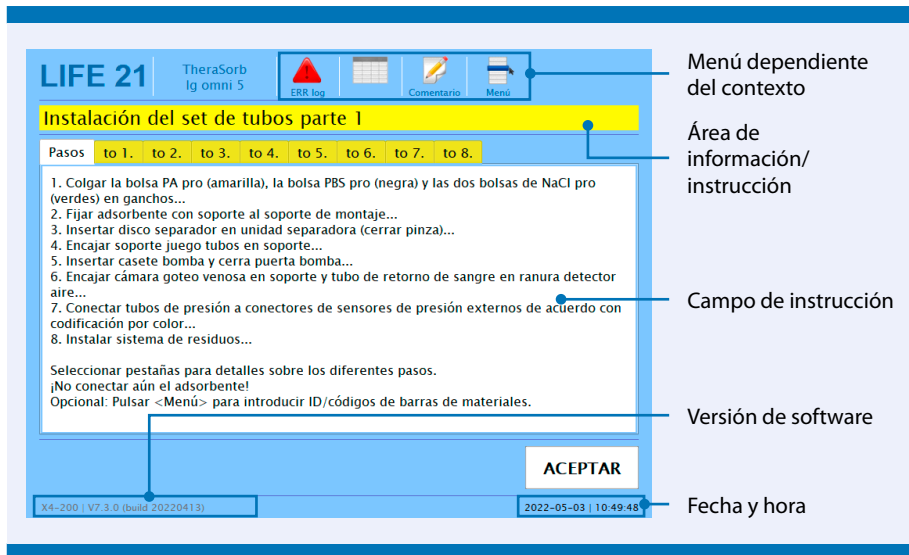 LIFE 21
TheraSorb
Ig omni 5
ERR log
Comentario
Menú
Instalación del set de tubos parte 1
Pasos to 1. to 2. to 3. to 4. to 5. to 6. to 7. to 8.
1. Colgar la bolsa PA pro (amarilla), la bolsa PBS pro (negra) y las dos bolsas de NaCl pro
(verdes) en ganchos...
2. Fijar adsorbente con soporte al soporte de montaje...
3. Insertar disco separador en unidad separadora (cerrar pinza)...
4. Encajar soporte juego tubos en soporte...
5. Insertar casete bomba y cerra puerta bomba...
6. Encajar cámara goteo venosa en soporte y tubo de retorno de sangre en ranura detector
aire...
7. Conectar tubos de presión a conectores de sensores de presión externos de acuerdo con
codificación por color...
8. Instalar sistema de residuos...
Seleccionar pestañas para detalles sobre los diferentes pasos.
¡No conectar aún el adsorbente!
Opcional: Pulsar <Menú> para introducir ID/códigos de barras de materiales.
ACEPTAR
X4-200 | V7.3.0 (build 20220413)
2022-05-03 | 10:49:48
Menú dependiente
del contexto
Área de
información/
instrucción
Campo de instrucción
Versión de software
Fecha y hora